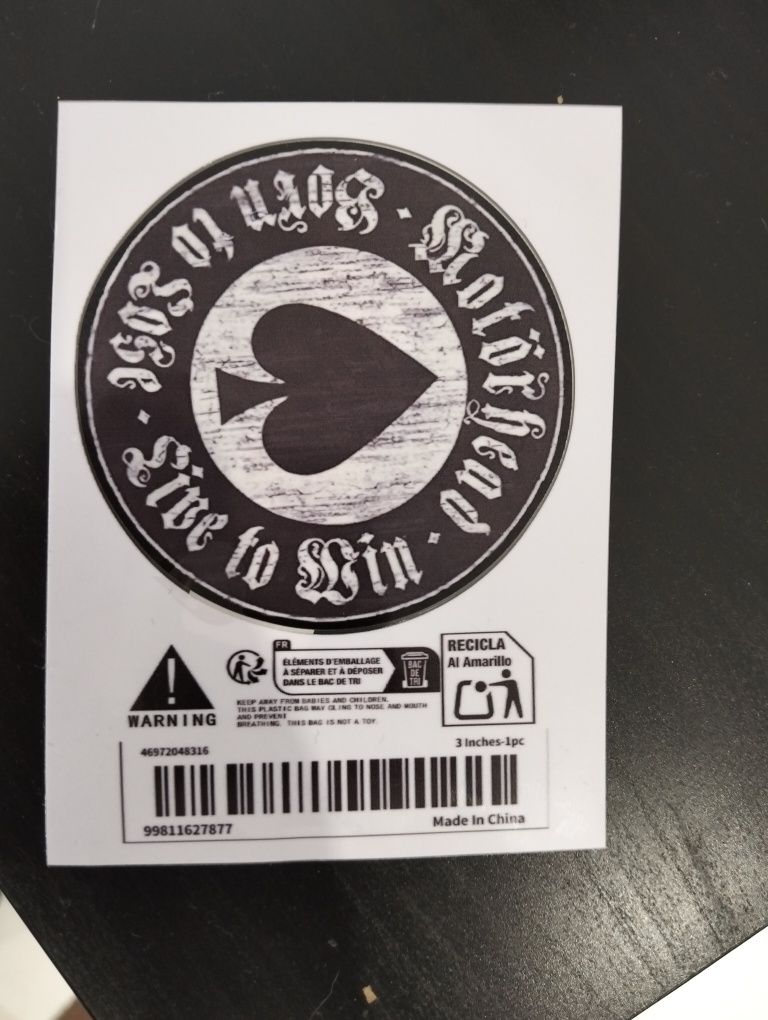 Motörhead
Born to Lose
Live to Win
WARNING
FR
ÉLÉMENTS D'EMBALLAGE
À SÉPARER ET À DÉPOSER
DANS LE BAC DE TRI
BAC
DE
TRI
KEEP AWAY FROM BABIES AND CHILDREN.
THIS PLASTIC BAG MAY CLING TO NOSE AND MOUTH
AND PREVENT
BREATHING. THIS BAG IS NOT A TOY.
RECICLA
Al Amarillo
46972048316
3 Inches-1pc
99811627877
Made In China